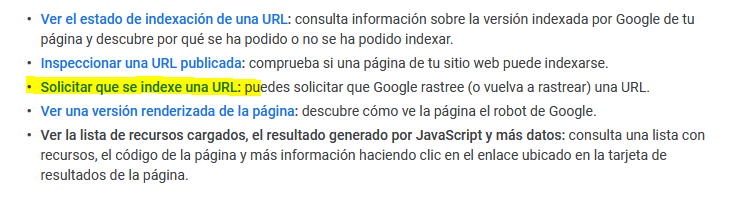 • Ver el estado de indexación de una URL: consulta información sobre la versión indexada por Google de tu
página y descubre por qué se ha podido o no se ha podido indexar.
• Inspeccionar una URL publicada: comprueba si una página de tu sitio web puede indexarse.
• Solicitar que se indexe una URL: puedes solicitar que Google rastree (o vuelva a rastrear) una URL.
• Ver una versión renderizada de la página: descubre cómo ve la página el robot de Google.
• Ver la lista de recursos cargados, el resultado generado por JavaScript y más datos: consulta una lista con
recursos, el código de la página y más información haciendo clic en el enlace ubicado en la tarjeta de
resultados de la página.